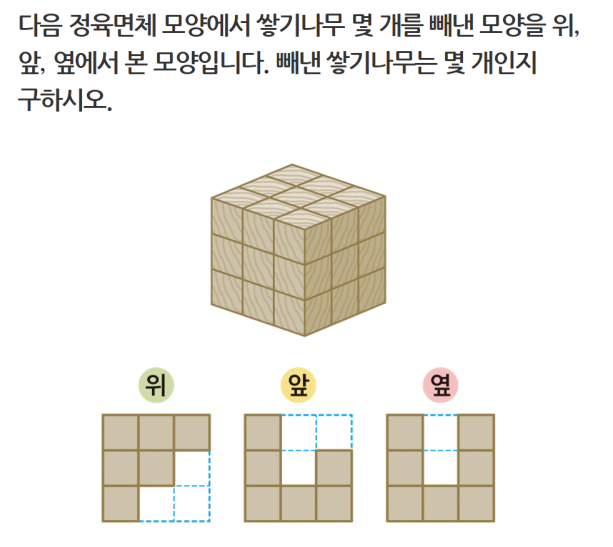 다음 정육면체 모양에서 쌓기나무 몇 개를 빼낸 모양을 위,
앞, 옆에서 본 모양입니다. 빼낸 쌓기나무는 몇 개인지
구하시오.
위 앞 옆